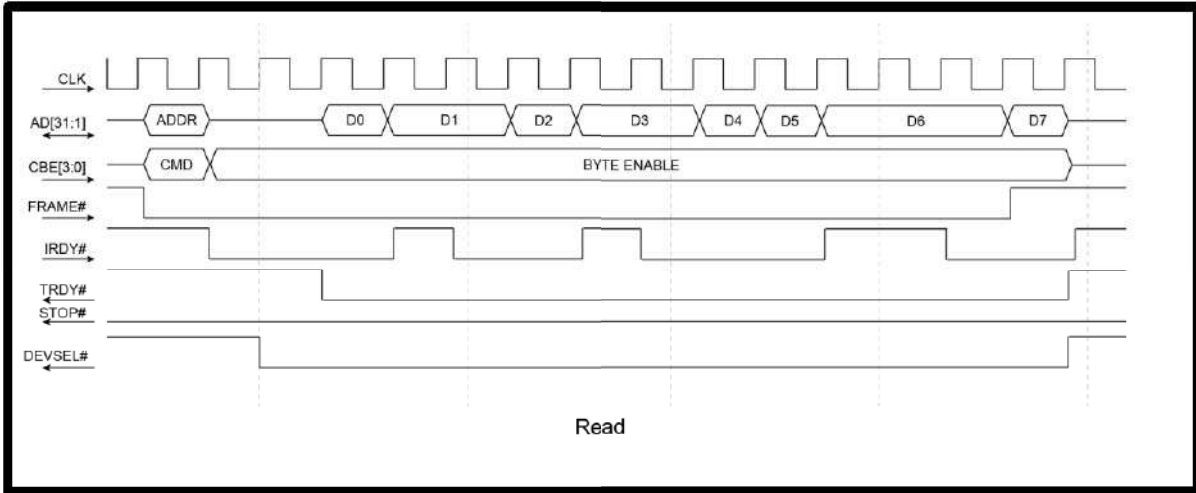 CLK
AD[31:1] ADDR D0 D1 D2 D3 D4 D5 D6 D7
CBE[3:0] CMD BYTE ENABLE
FRAME#
IRDY#
TRDY#
STOP#
DEVSEL#
Read